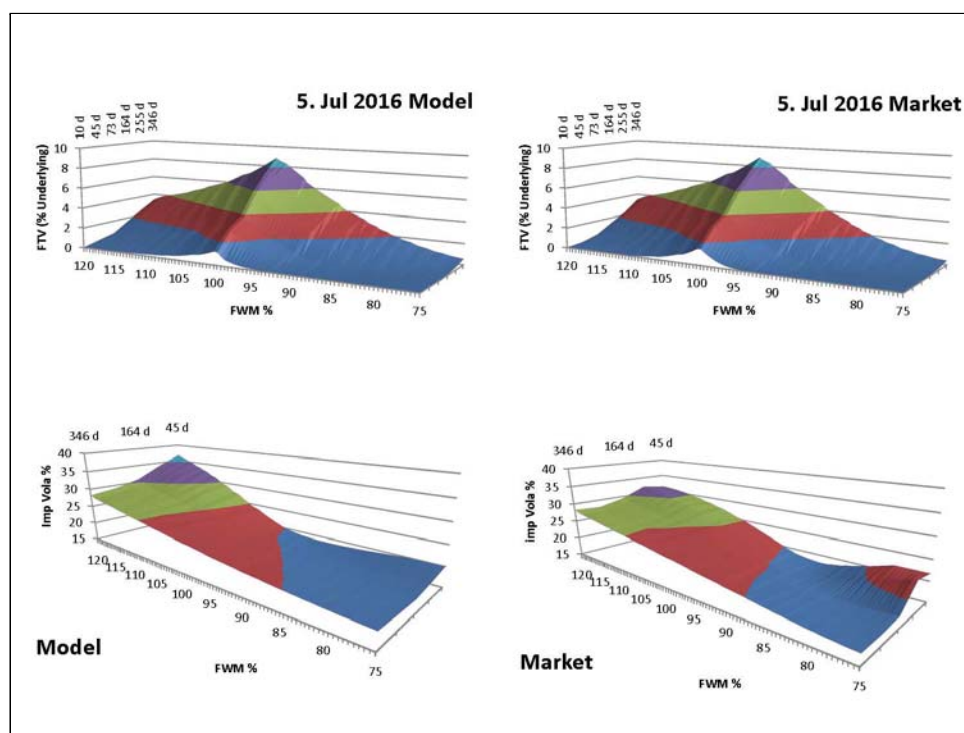 5. Jul 2016 Model
10 d
45 d
73 d
164 d
255 d
346 d
FTV (% Underlying)
10
8
6
4
2
0
120 115 110 105 100 95 90 85 80 75
FWM %
5. Jul 2016 Market
10 d
45 d
73 d
164 d
255 d
346 d
FTV (% Underlying)
10
8
6
4
2
0
120 115 110 105 100 95 90 85 80 75
FWM %
346 d 164 d 45 d
Imp Vola %
40
35
30
25
20
15
120 115 110 105 100 95 90 85 80 75
FWM %
Model
346 d 164 d 45 d
imp Vola %
40
35
30
25
20
15
120 115 110 105 100 95 90 85 80 75
FWM %
Market